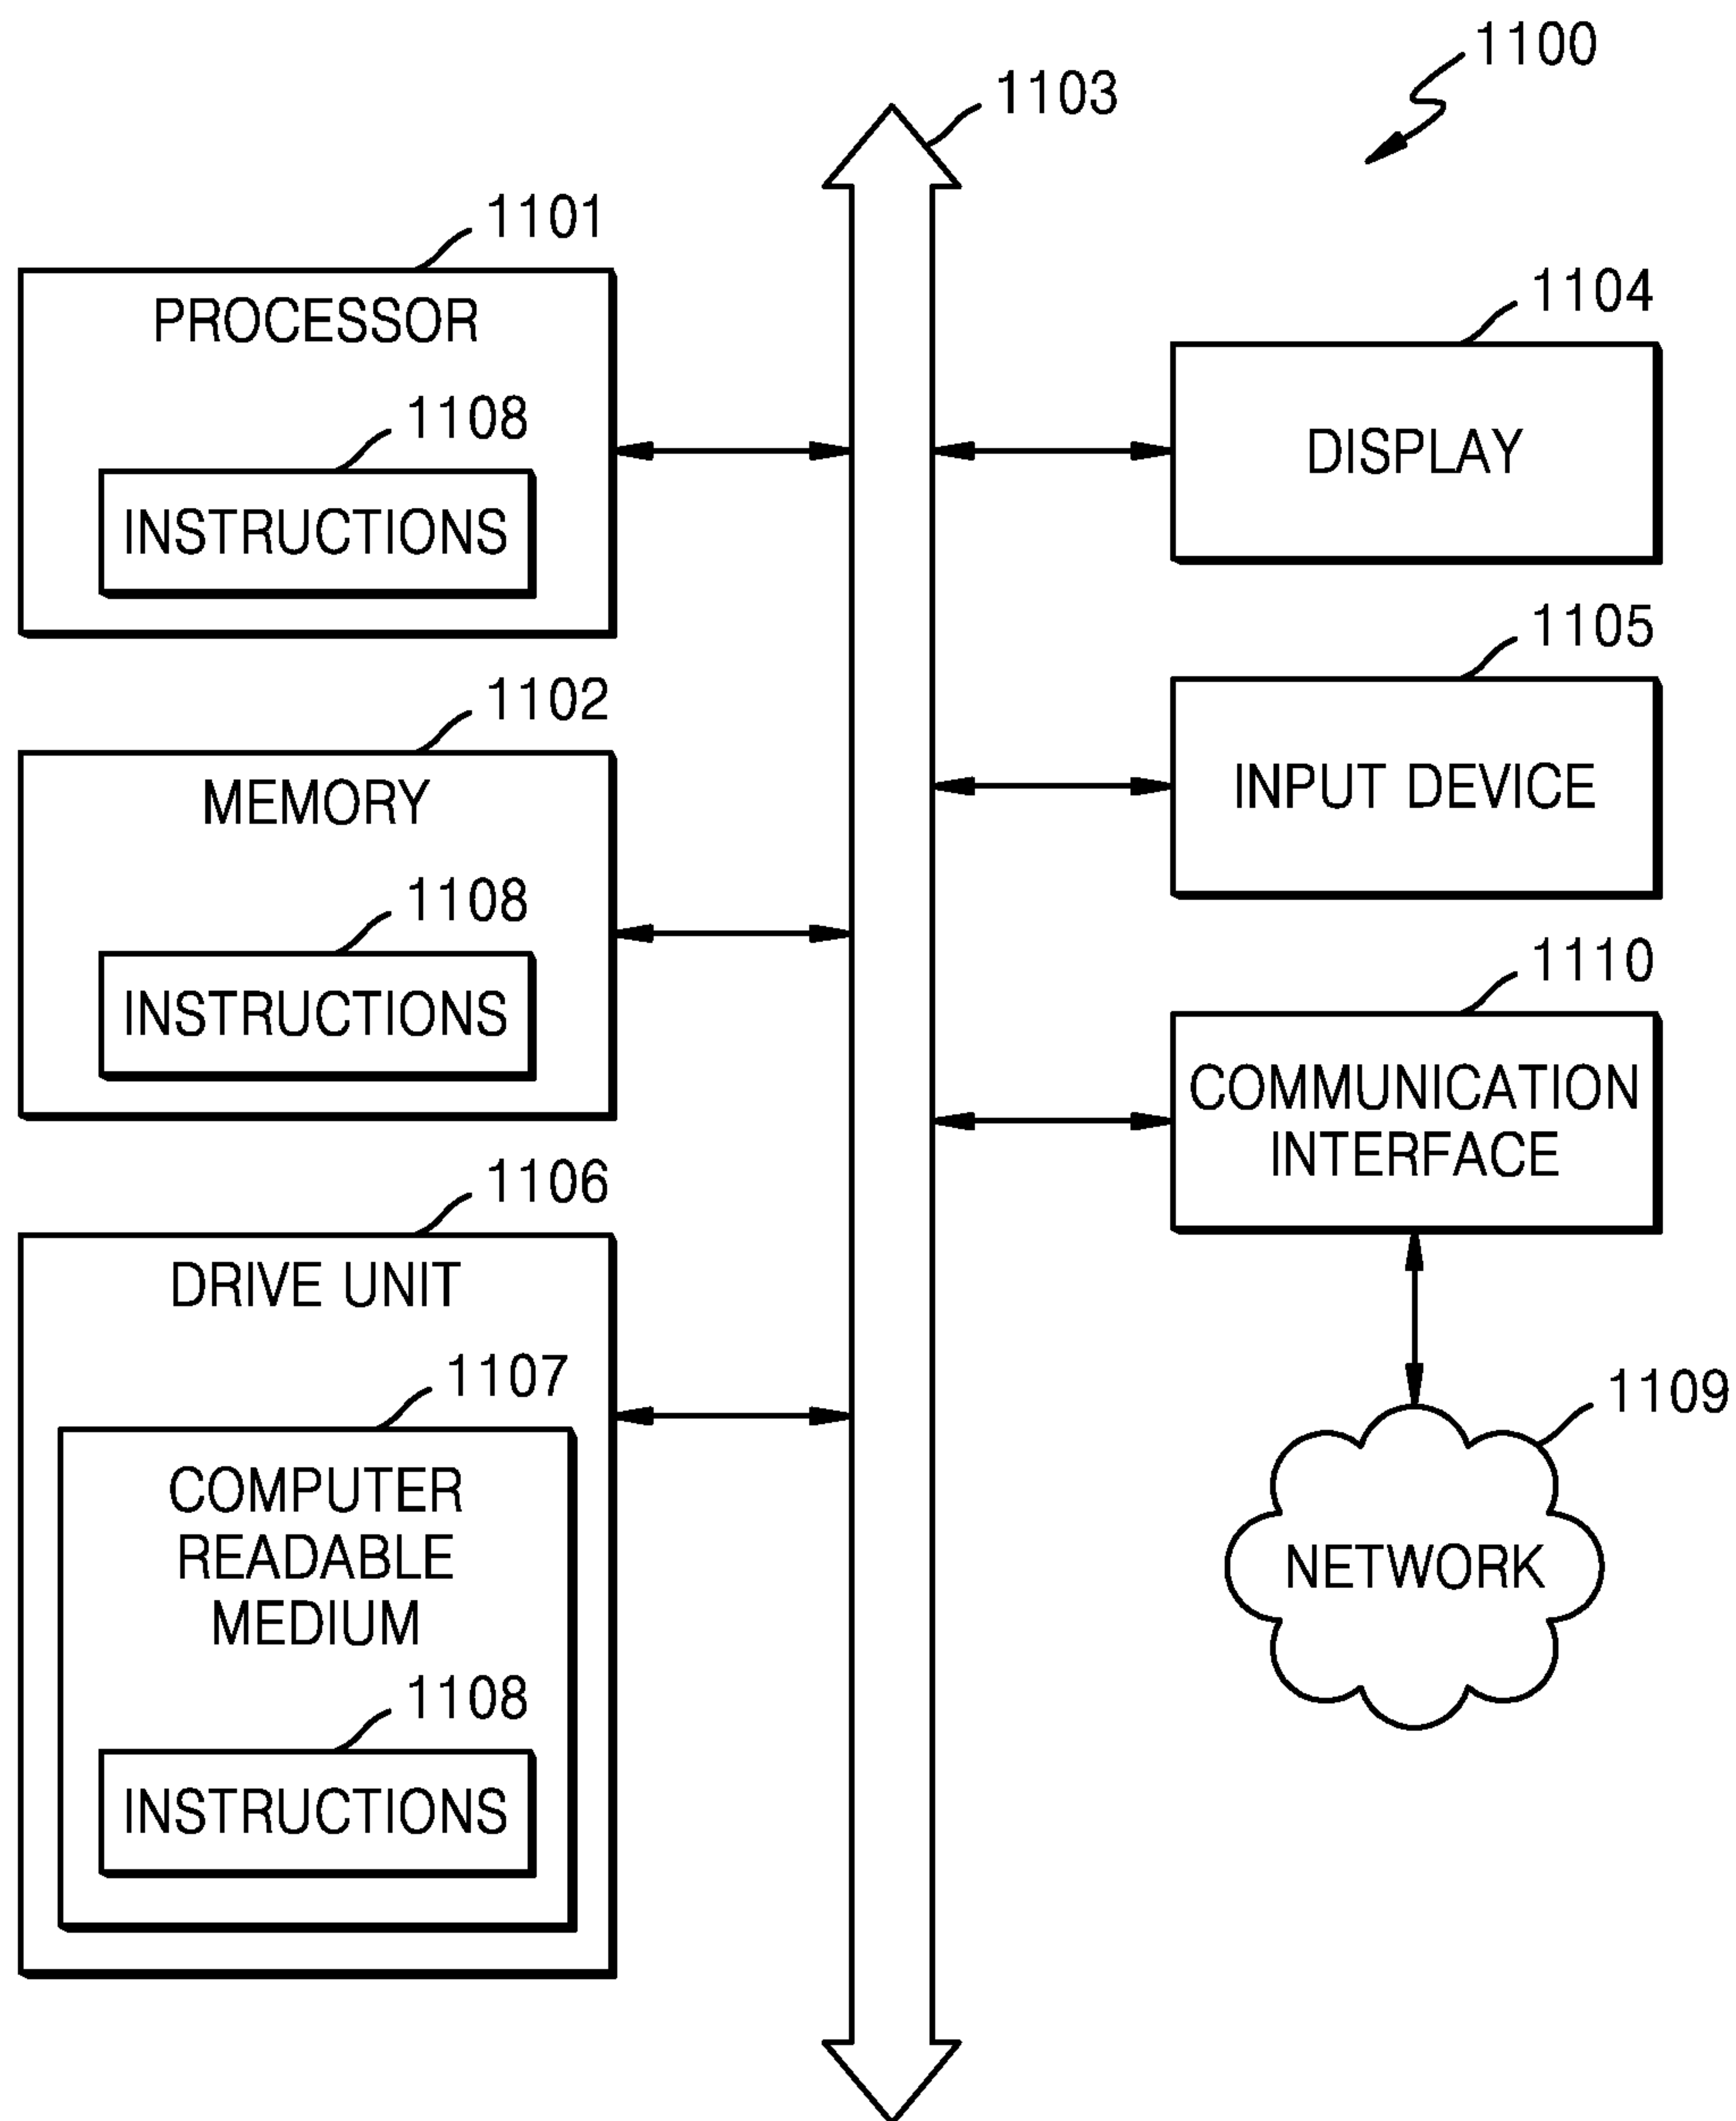 1100
1103
1101
PROCESSOR
1108
INSTRUCTIONS
1102
MEMORY
1108
INSTRUCTIONS
1106
DRIVE UNIT
1107
COMPUTER
READABLE
MEDIUM
1108
INSTRUCTIONS
1104
DISPLAY
1105
INPUT DEVICE
1110
COMMUNICATION
INTERFACE
1109
NETWORK